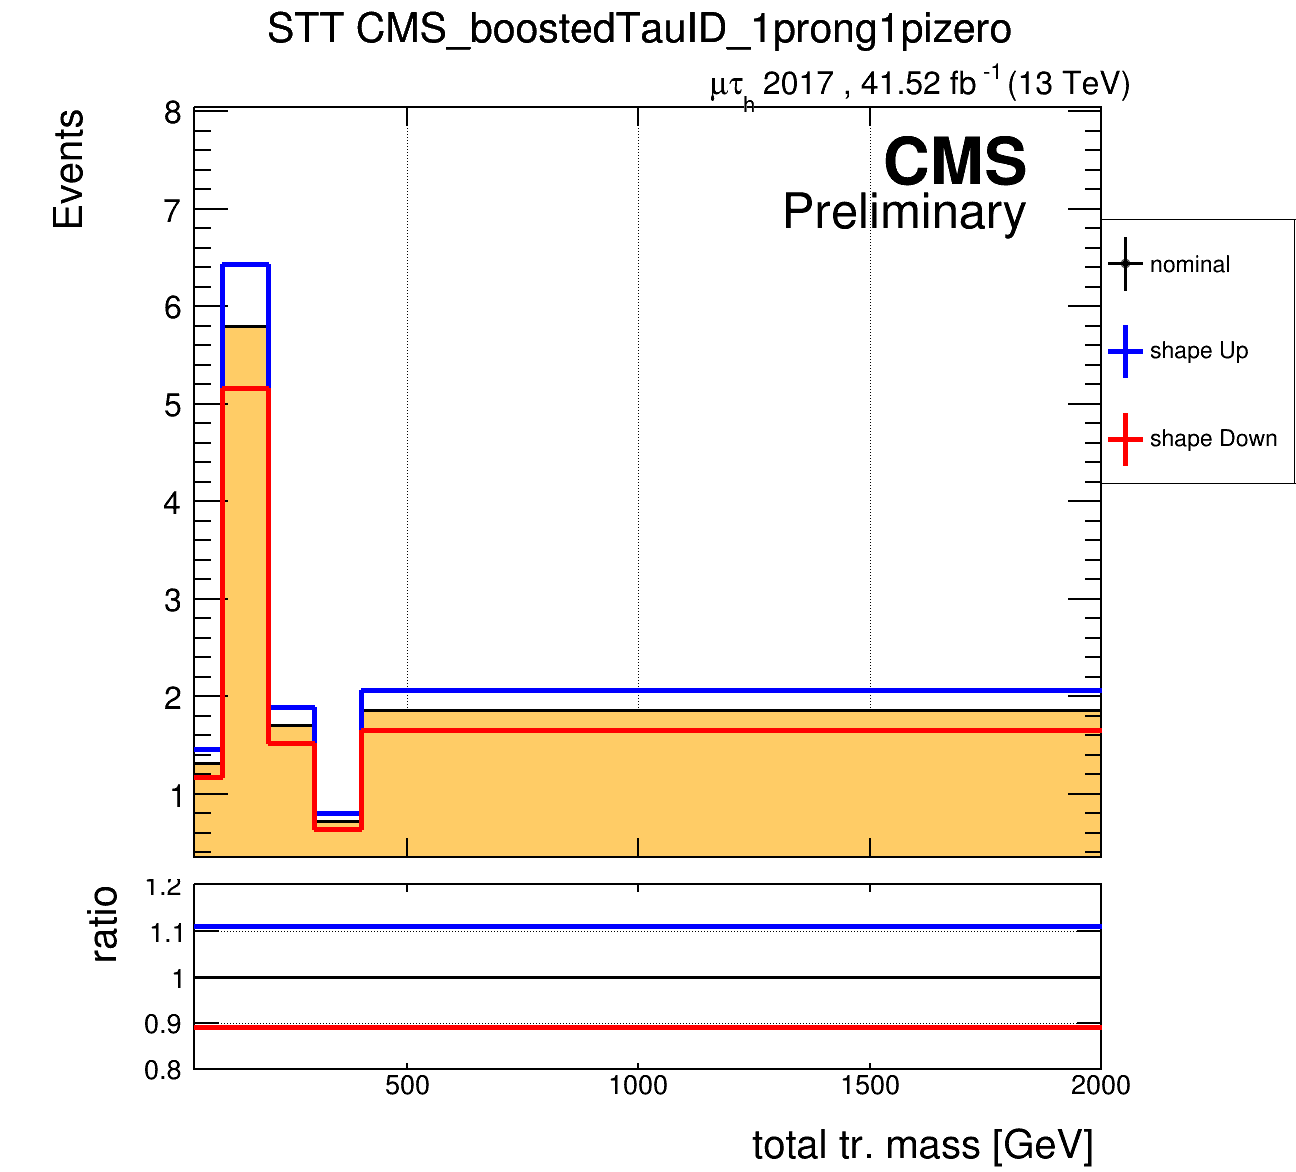 STT CMS_boostedTauID_1prong1pizero
μτh 2017 , 41.52 fb-1 (13 TeV)
Events
8
7
6
5
4
3
2
1
CMS
Preliminary
nominal
shape Up
shape Down
ratio
1.2
1.1
1
0.9
0.8
500
1000
1500
2000
total tr. mass [GeV]